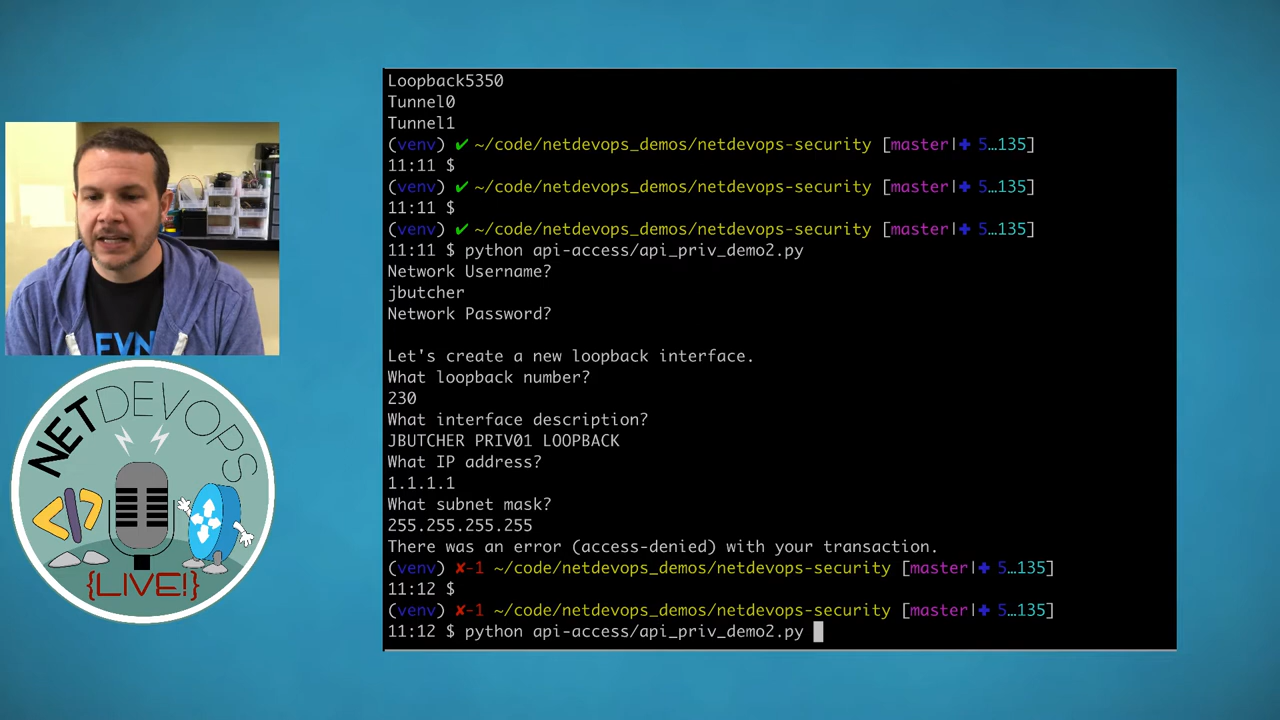 Loopback5350
Tunnel0
Tunnel1
(venv) ✔ ~/code/netdevops_demos/netdevops-security [master|✚ 5…135]
11:11 $
(venv) ✔ ~/code/netdevops_demos/netdevops-security [master|✚ 5…135]
11:11 $
(venv) ✔ ~/code/netdevops_demos/netdevops-security [master|✚ 5…135]
11:11 $ python api-access/api_priv_demo2.py
Network Username?
jbutcher
Network Password?
Let's create a new loopback interface.
What loopback number?
230
What interface description?
JBUTCHER PRIV01 LOOPBACK
What IP address?
1.1.1.1
What subnet mask?
255.255.255.255
There was an error (access-denied) with your transaction.
(venv) ✘-1 ~/code/netdevops_demos/netdevops-security [master|✚ 5…135]
11:12 $
(venv) ✘-1 ~/code/netdevops_demos/netdevops-security [master|✚ 5…135]
11:12 $ python api-access/api_priv_demo2.py
EVN
NETDEVOPS
</>
{LIVE!}